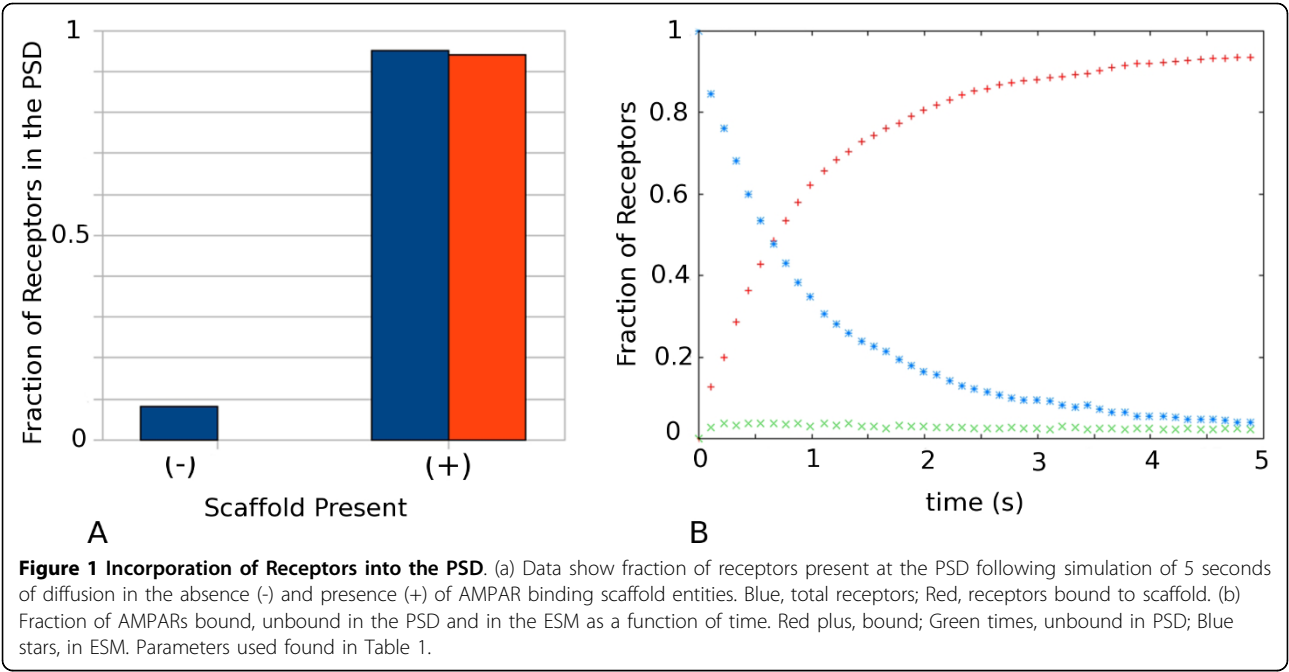 Fraction of Receptors in the PSD
1
0.5
0
(-)
(+)
Scaffold Present
A
Fraction of Receptors
1
0.8
0.6
0.4
0.2
0
0
1
2
3
4
5
time (s)
B
Figure 1 Incorporation of Receptors into the PSD. (a) Data show fraction of receptors present at the PSD following simulation of 5 seconds
of diffusion in the absence (-) and presence (+) of AMPAR binding scaffold entities. Blue, total receptors; Red, receptors bound to scaffold. (b)
Fraction of AMPARs bound, unbound in the PSD and in the ESM as a function of time. Red plus, bound; Green times, unbound in PSD; Blue
stars, in ESM. Parameters used found in Table 1.